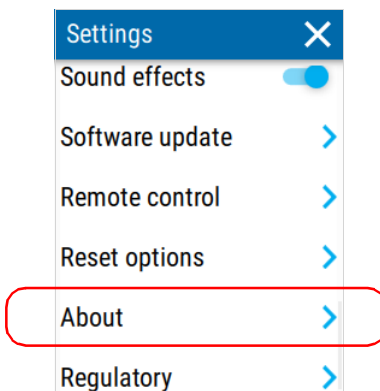 Settings
Sound effects
Software update
Remote control
Reset options
About
Regulatory